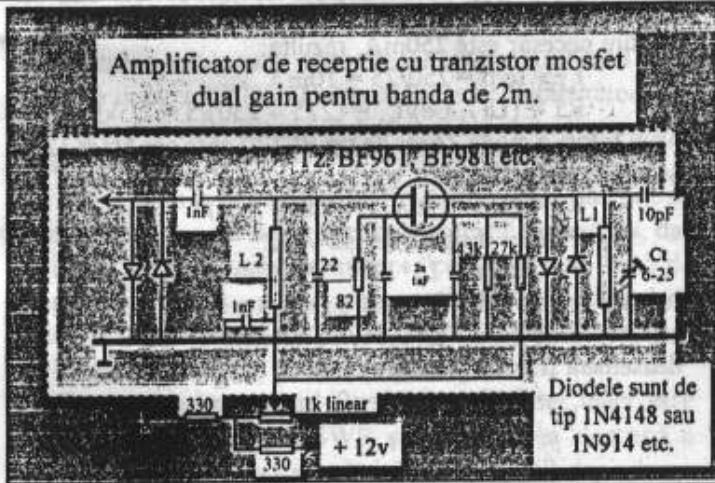 Amplificator de receptie cu tranzistor mosfet
dual gain pentru banda de 2m.
Tz. BF961, BF981 etc.
1nF
L1
10pF
L 2
22
43k
27k
Ct
6-25
1nF
82
2x
1nF
330
1k linear
330
+ 12v
Diodele sunt de
tip 1N4148 sau
1N914 etc.